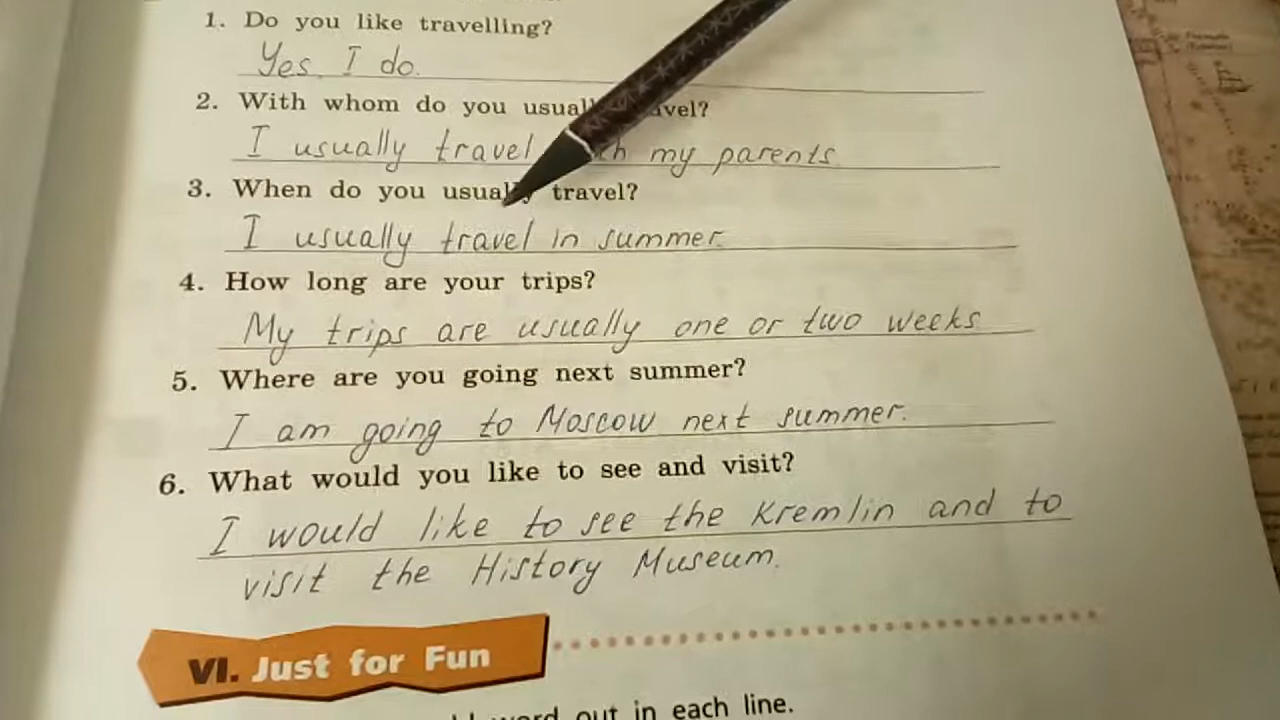 1. Do you like travelling?
Yes, I do.
2. With whom do you usually travel?
I usually travel with my parents.
3. When do you usually travel?
I usually travel in summer.
4. How long are your trips?
My trips are usually one or two weeks
5. Where are you going next summer?
I am going to Moscow next summer.
6. What would you like to see and visit?
I would like to see the Kremlin and to
visit the History Museum.
VI. Just for Fun
word out in each line.